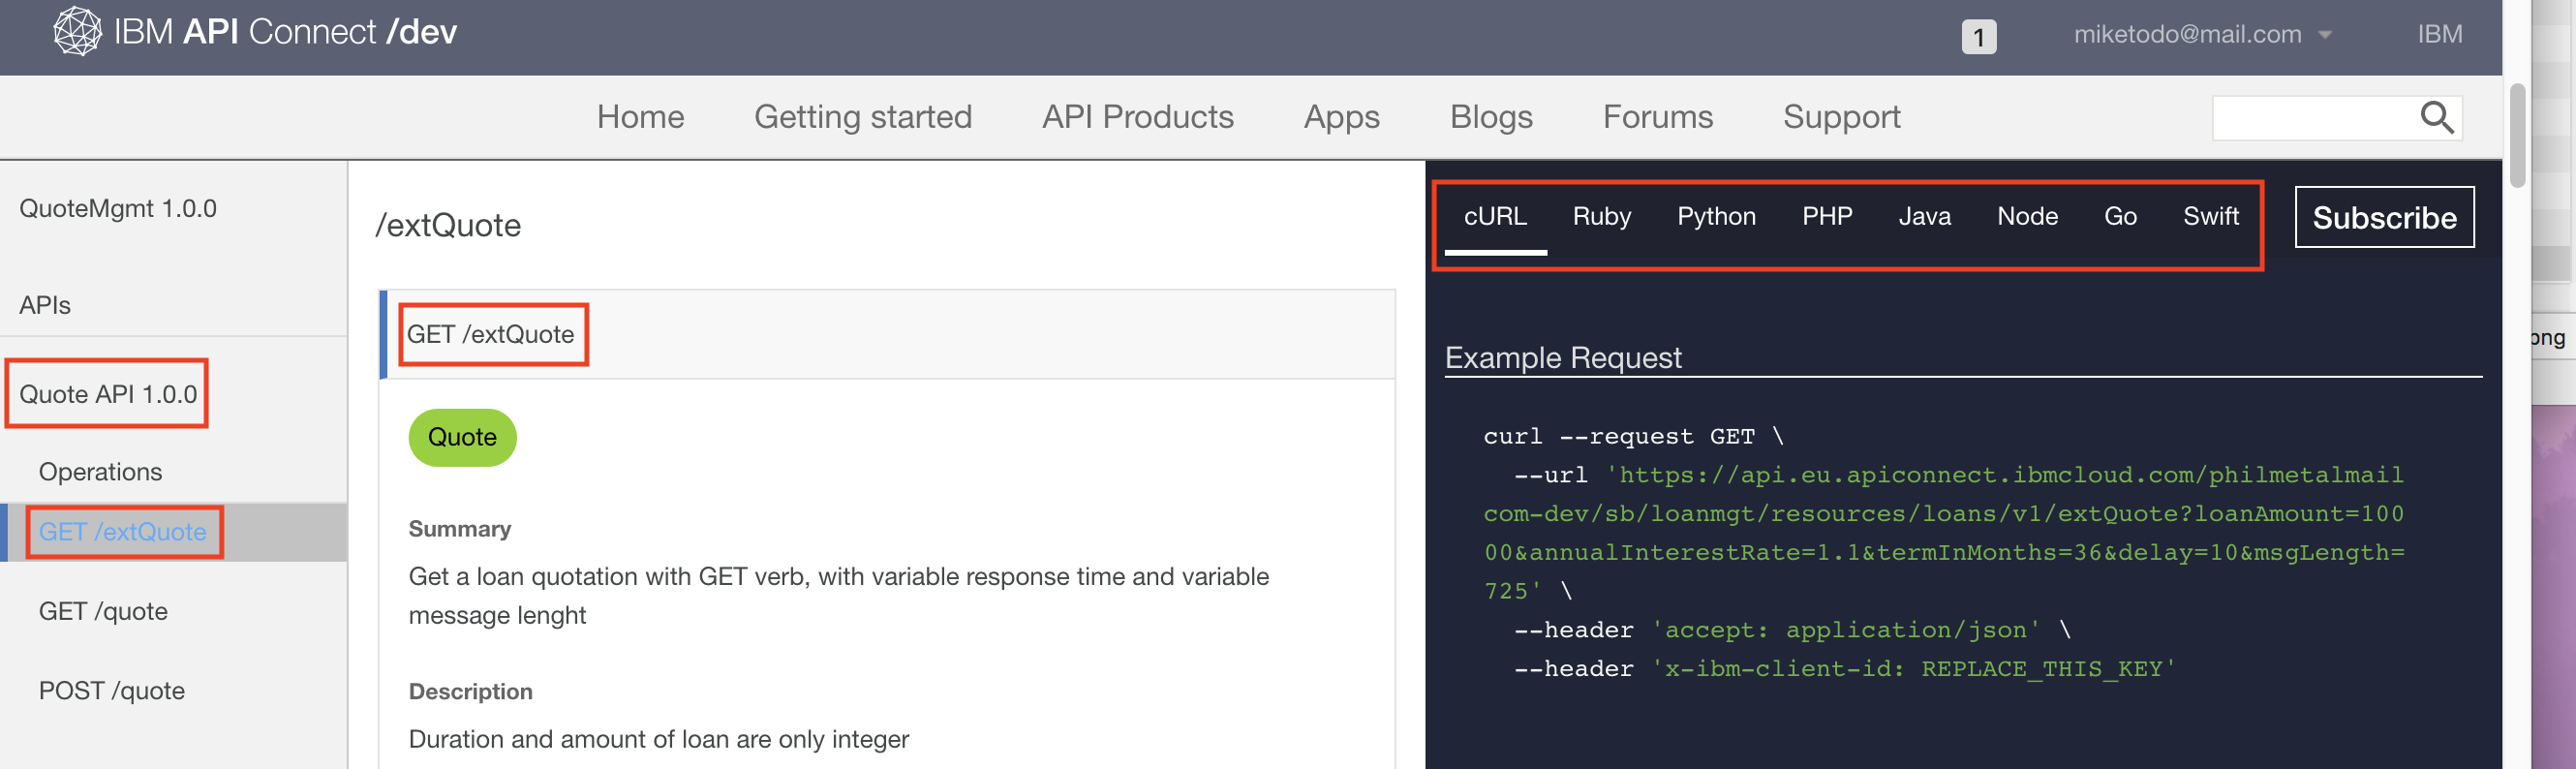 IBM API Connect /dev
1
miketodo@mail.com
IBM
Home
Getting started
API Products
Apps
Blogs
Forums
Support
QuoteMgmt 1.0.0
APIs
Quote API 1.0.0
Operations
GET /extQuote
GET /quote
POST /quote
/extQuote
GET /extQuote
Quote
Summary
Get a loan quotation with GET verb, with variable response time and variable
message lenght
Description
Duration and amount of loan are only integer
cURL
Ruby
Python
PHP
Java
Node
Go
Swift
Subscribe
Example Request
curl --request GET \
--url 'https://api.eu.apiconnect.ibmcloud.com/philmetalmail
com-dev/sb/loanmgt/resources/loans/v1/extQuote?loanAmount=100
00&annualInterestRate=1.1&termInMonths=36&delay=10&msgLength=
725' \
--header 'accept: application/json' \
--header 'x-ibm-client-id: REPLACE_THIS_KEY'